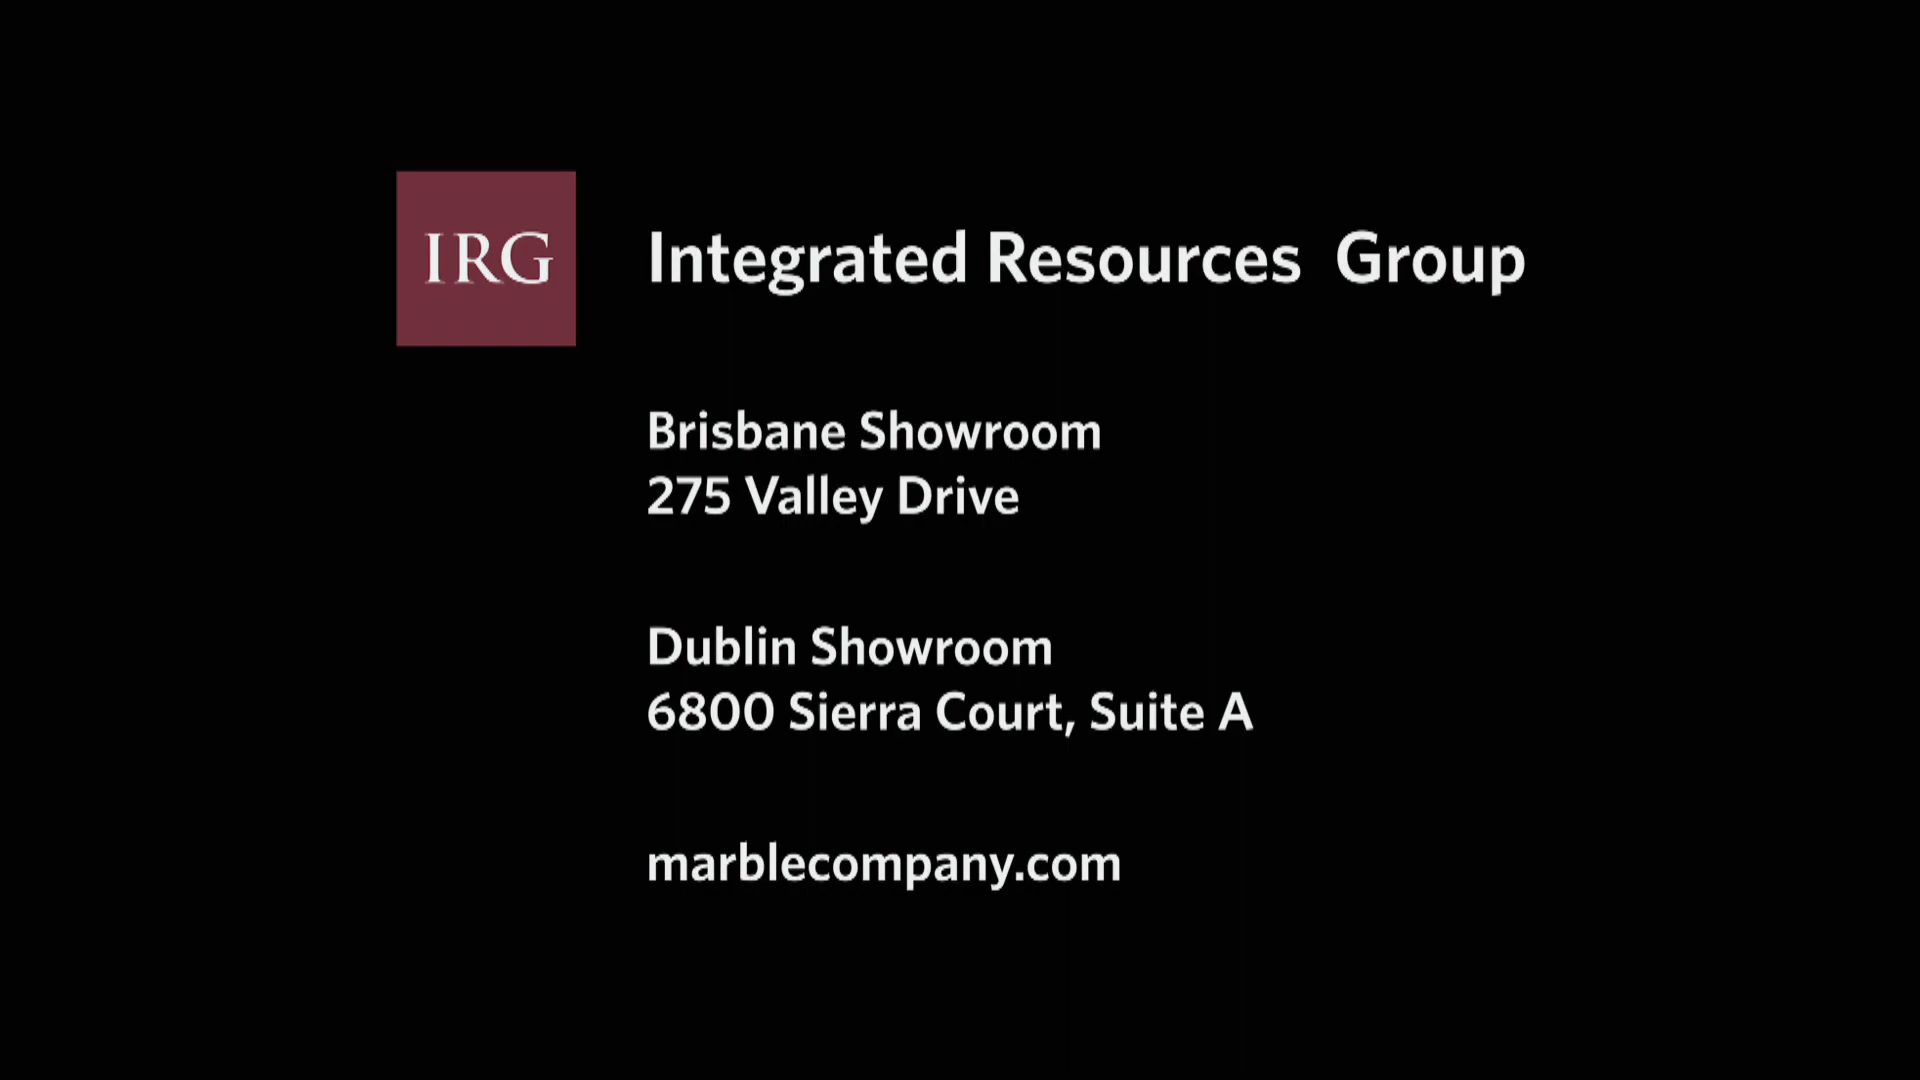 IRG
Integrated Resources Group
Brisbane Showroom
275 Valley Drive
Dublin Showroom
6800 Sierra Court, Suite A
marblecompany.com